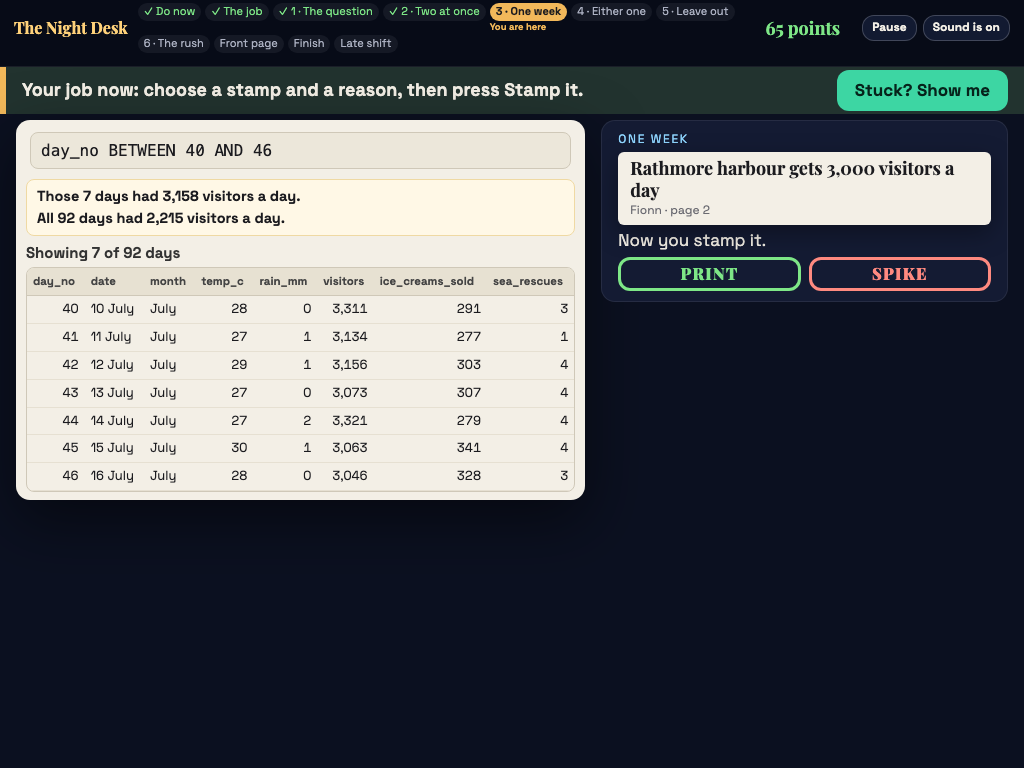 The Night Desk
✓ Do now
✓ The job
✓ 1 · The question
✓ 2 · Two at once
3 · One week
4 · Either one
5 · Leave out
You are here
6 · The rush
Front page
Finish
Late shift
65 points
Pause
Sound is on
Your job now: choose a stamp and a reason, then press Stamp it.
Stuck? Show me
day_no BETWEEN 40 AND 46
Those 7 days had 3,158 visitors a day.
All 92 days had 2,215 visitors a day.
Showing 7 of 92 days
day_no date month temp_c rain_mm visitors ice_creams_sold sea_rescues
40 10 July July 28 0 3,311 291 3
41 11 July July 27 1 3,134 277 1
42 12 July July 29 1 3,156 303 4
43 13 July July 27 0 3,073 307 4
44 14 July July 27 2 3,321 279 4
45 15 July July 30 1 3,063 341 4
46 16 July July 28 0 3,046 328 3
ONE WEEK
Rathmore harbour gets 3,000 visitors a
day
Fionn · page 2
Now you stamp it.
PRINT
SPIKE